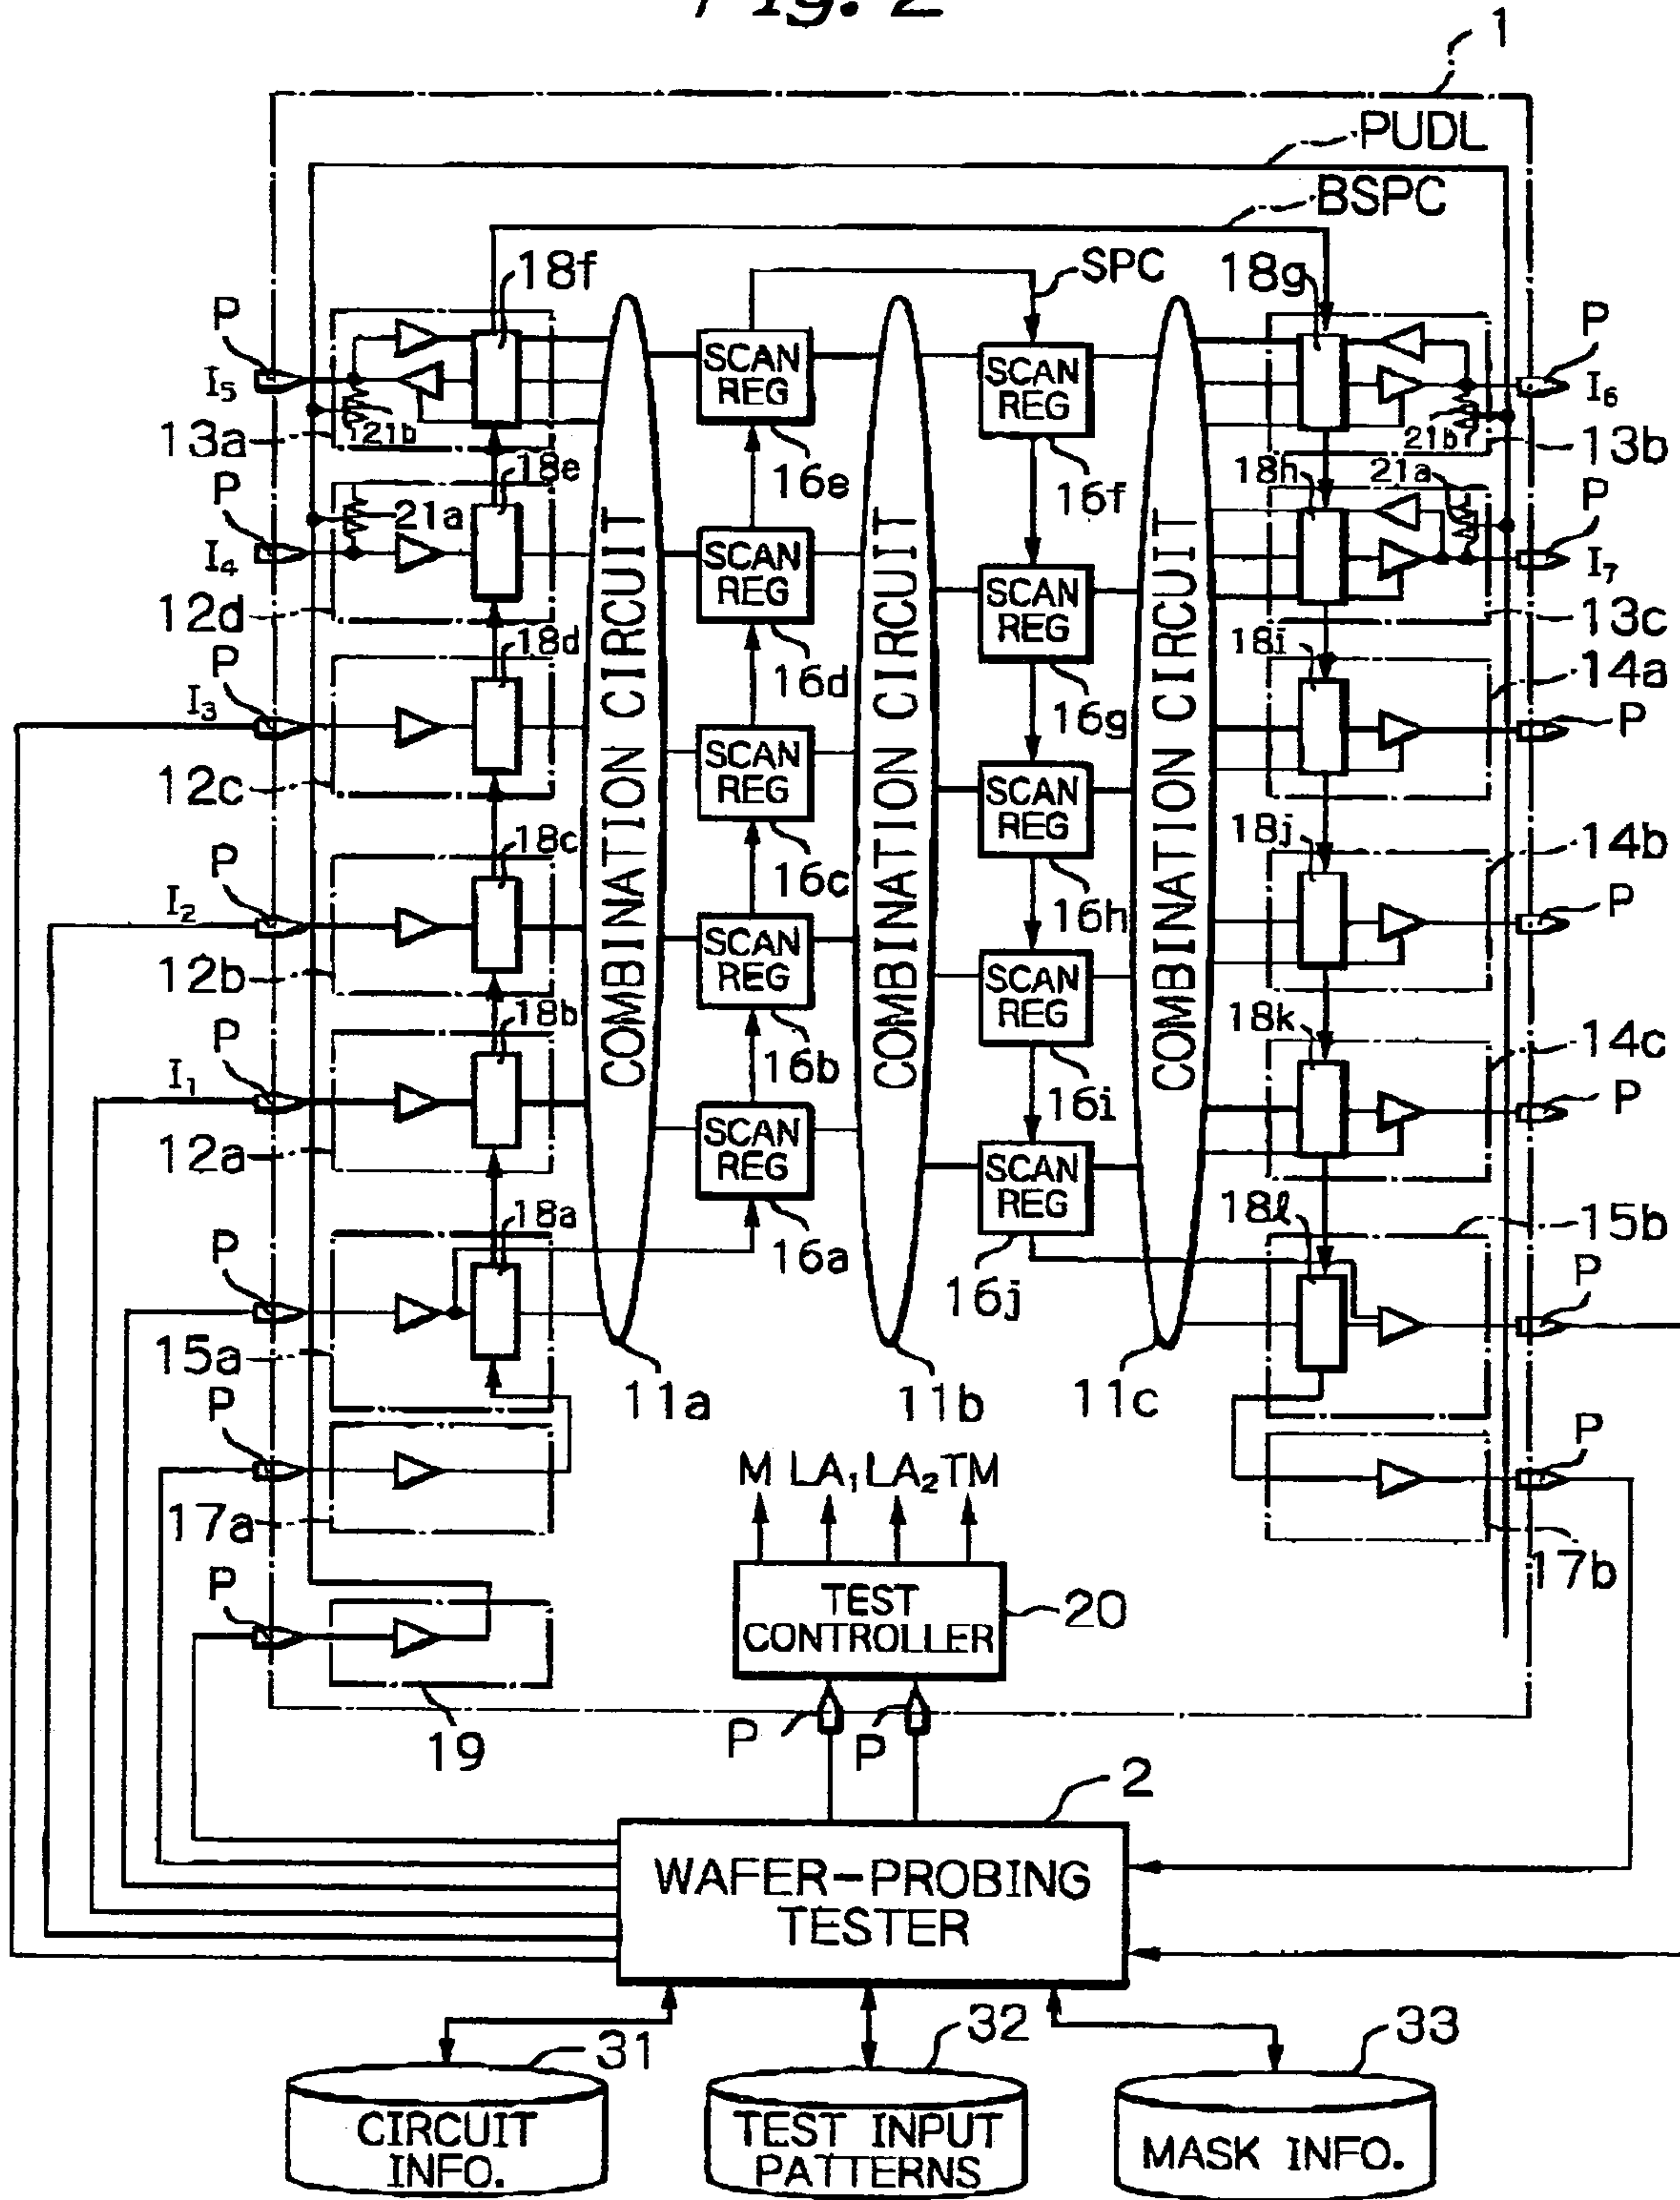 Fig. 2
1
PUDL
BSPC
18f
SPC
18g
P
P
I5
SCAN REG
SCAN REG
I6
121b
21b
13a
13b
18e
16e
16f
18h
21a
P
21a
P
I4
SCAN REG
SCAN REG
I7
12d
13c
18d
16d
16g
18i
14a
P
I3
P
12c
SCAN REG
SCAN REG
18c
16c
16h
18j
14b
P
I2
P
12b
SCAN REG
SCAN REG
18b
16b
16i
18k
14c
P
I1
P
12a
SCAN REG
SCAN REG
COMBINATION CIRCUIT
COMBINATION CIRCUIT
COMBINATION CIRCUIT
18a
16a
16j
18ℓ
15b
P
P
15a
11a
11b
11c
P
P
M LA1 LA2 TM
17a
17b
P
TEST
CONTROLLER
20
19
P
P
2
WAFER-PROBING
TESTER
31
32
33
CIRCUIT
INFO.
TEST INPUT
PATTERNS
MASK INFO.